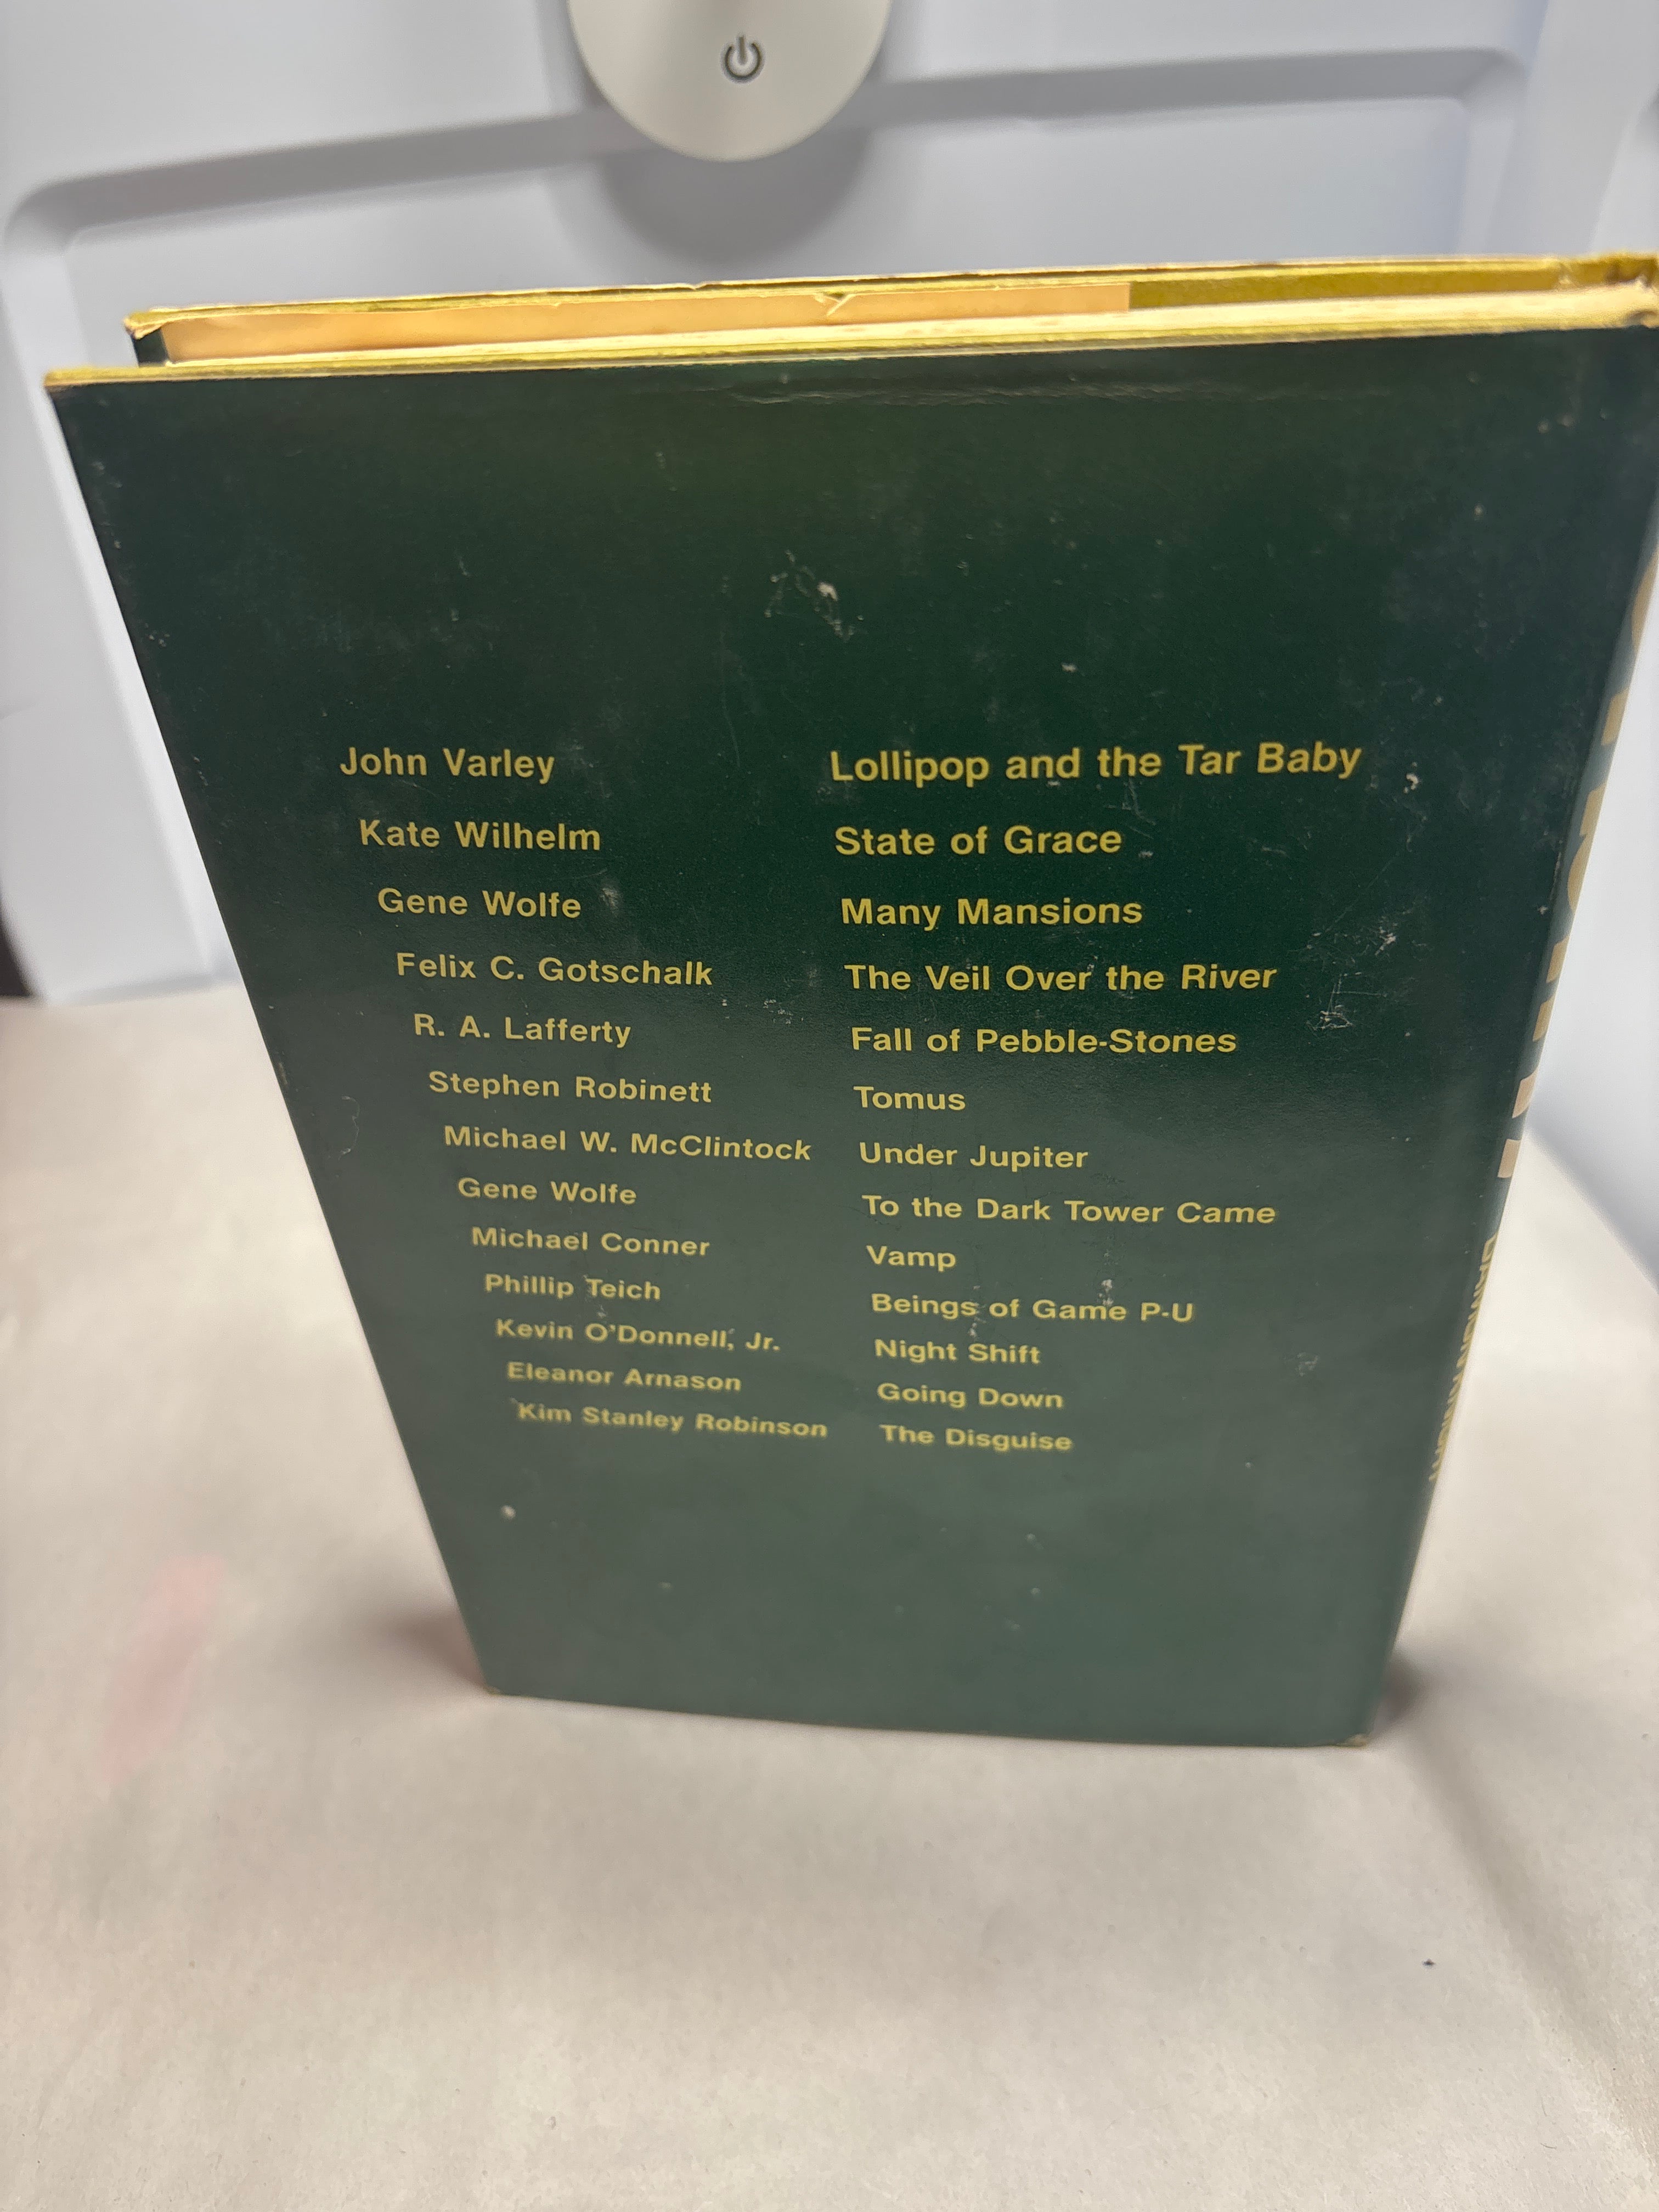 John Varley Lollipop and the Tar Baby
Kate Wilhelm State of Grace
Gene Wolfe Many Mansions
Felix C. Gotschalk The Veil Over the River
R. A. Lafferty Fall of Pebble-Stones
Stephen Robinett Tomus
Michael W. McClintock Under Jupiter
Gene Wolfe To the Dark Tower Came
Michael Conner Vamp
Phillip Teich Beings of Game P-U
Kevin O'Donnell, Jr. Night Shift
Eleanor Arnason Going Down
Kim Stanley Robinson The Disguise